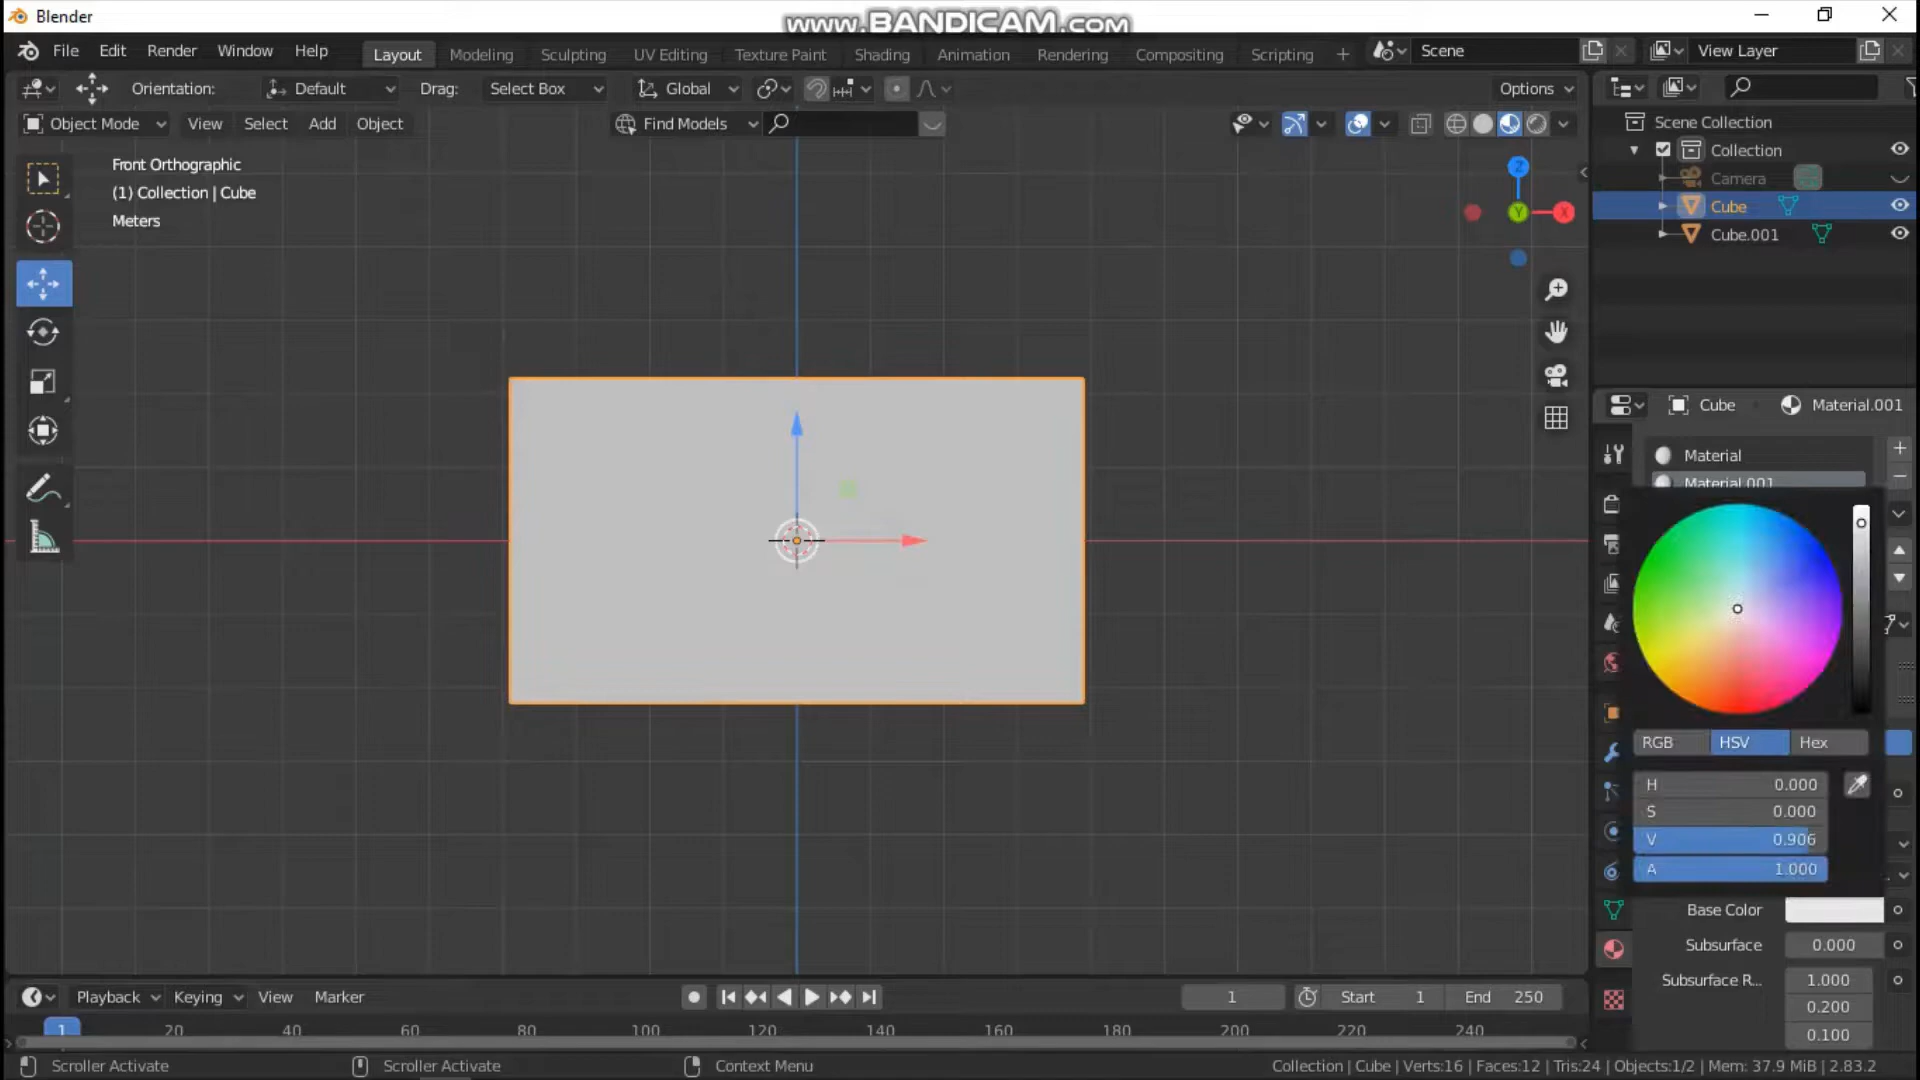 Blender
www.BANDICAM.com
File Edit Render Window Help
Layout Modeling Sculpting UV Editing Texture Paint Shading Animation Rendering Compositing Scripting +
Scene
View Layer
Orientation: Default Drag: Select Box Global Options
Object Mode View Select Add Object Find Models
Front Orthographic
(1) Collection | Cube
Meters
Z
Y
X
Scene Collection
Collection
Camera
Cube
Cube.001
Cube Material.001
Material
Material.001
RGB HSV Hex
H 0.000
S 0.000
V 0.906
A 1.000
Base Color
Subsurface 0.000
Subsurface R... 1.000
0.200
0.100
Playback Keying View Marker
1 Start 1 End 250
1 20 40 60 80 100 120 140 160 180 200 220 240
Scroller Activate Scroller Activate Context Menu
Collection | Cube | Verts:16 | Faces:12 | Tris:24 | Objects:1/2 | Mem: 37.9 MiB | 2.83.2